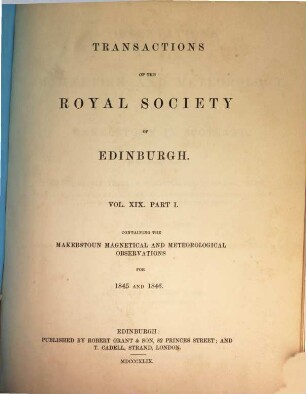 TRANSACTIONS
OF THE
ROYAL SOCIETY
OF
EDINBURGH.
VOL. XIX. PART I.
CONTAINING THE
MAKERSTOUN MAGNETICAL AND METEOROLOGICAL
OBSERVATIONS
FOR
1845 AND 1846.
EDINBURGH:
PUBLISHED BY ROBERT GRANT & SON, 82 PRINCES STREET; AND
T. CADELL, STRAND, LONDON.
MDCCCXLIX.